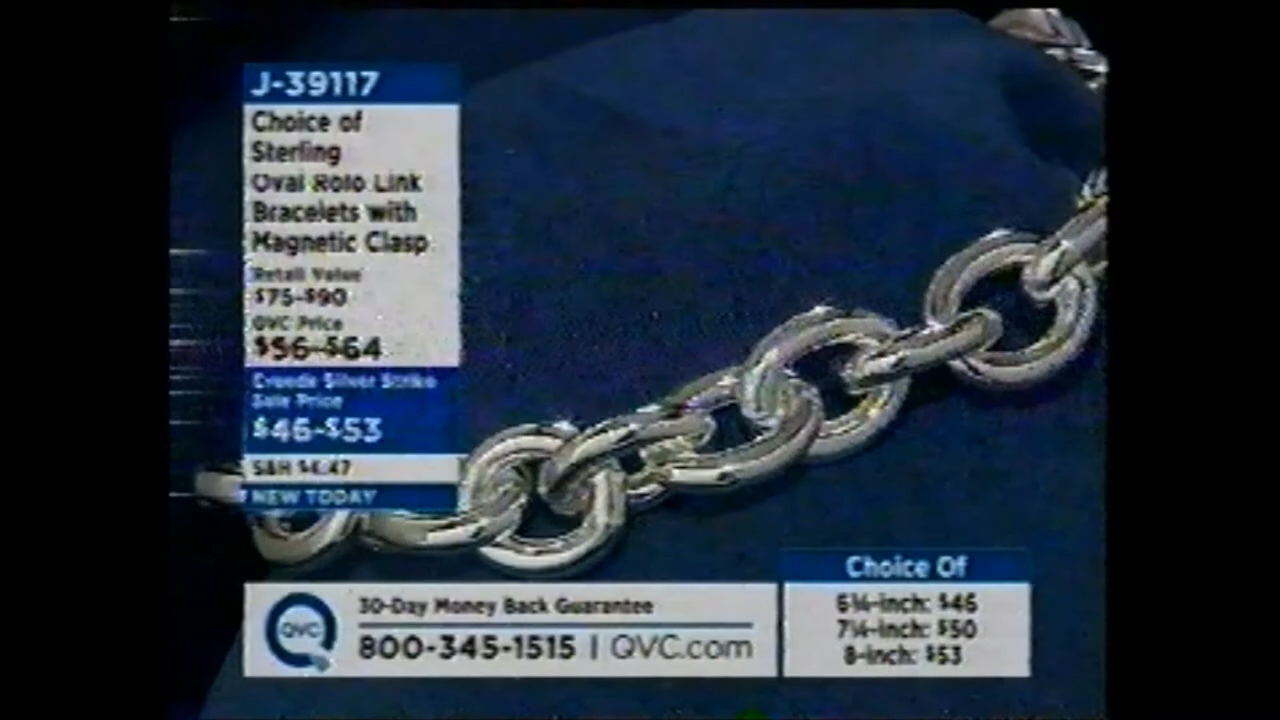 J-39117
Choice of
Sterling
Oval Rolo Link
Bracelets with
Magnetic Clasp
Retail Value
$75-$90
QVC Price
$56-$64
Silver Strike
Sale Price
$46-$53
S&H $4.47
NEW TODAY
QVC
30-Day Money Back Guarantee
800-345-1515 | QVC.com
Choice Of
6¼-inch: $46
7¼-inch: $50
8-inch: $53